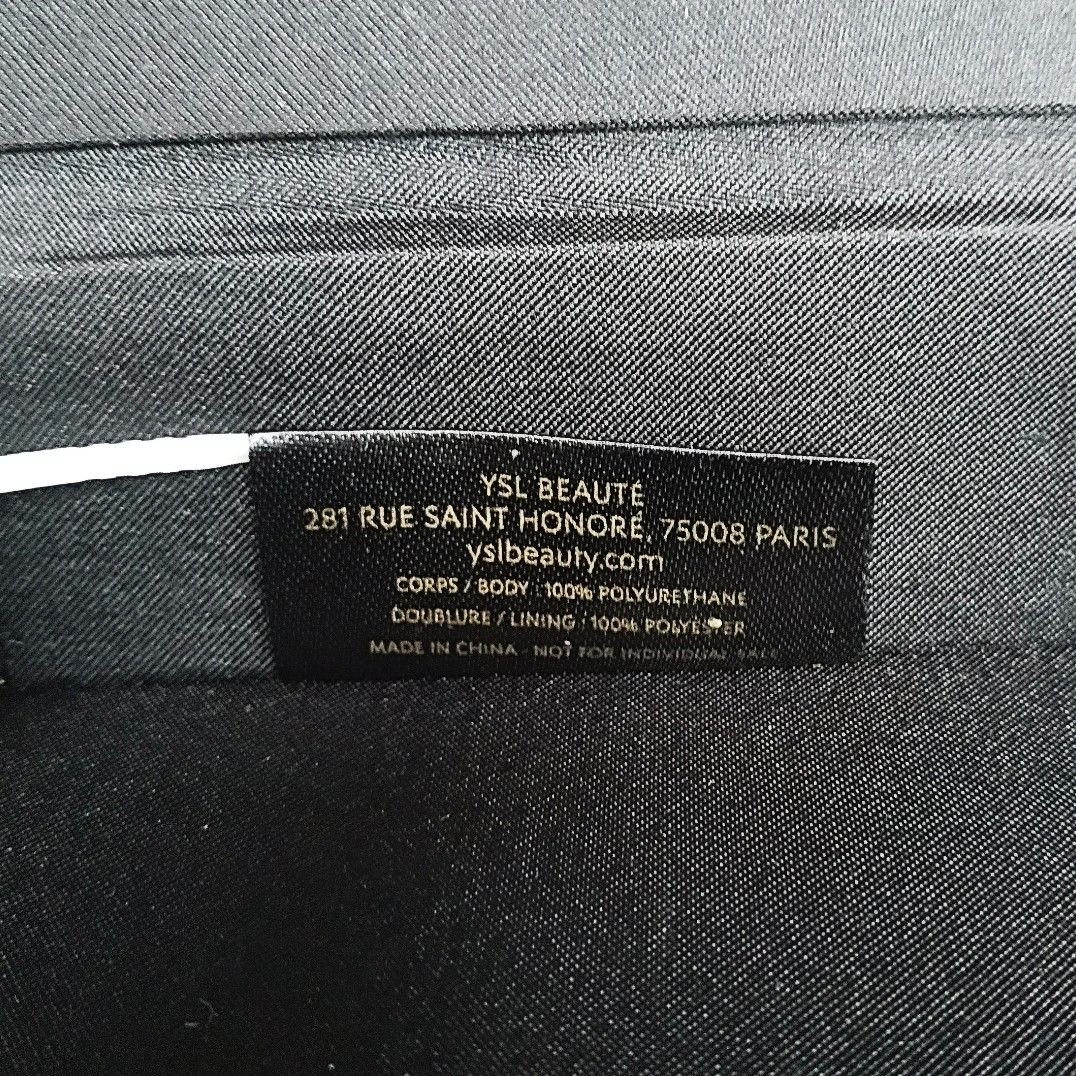 YSL BEAUTÉ
281 RUE SAINT HONORÉ, 75008 PARIS
yslbeauty.com
CORPS / BODY : 100% POLYURETHANE
DOUBLURE / LINING : 100% POLYESTER
MADE IN CHINA - NOT FOR INDIVIDUAL SALE